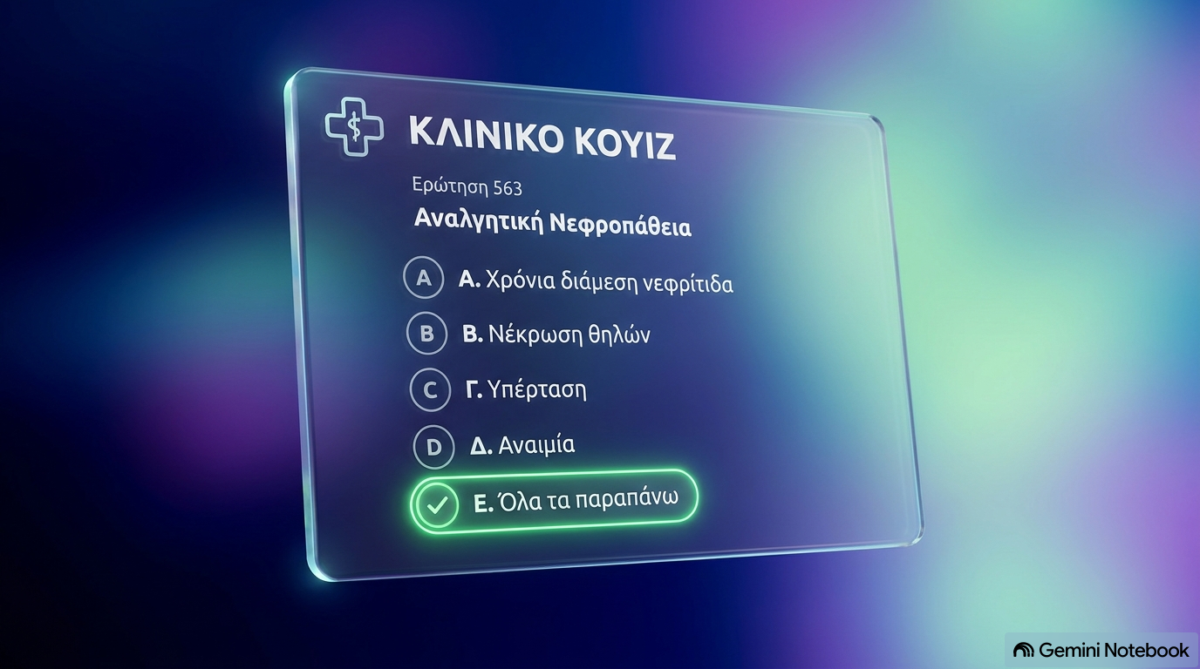 ΚΛΙΝΙΚΟ ΚΟΥΙΖ
Ερώτηση 563
Αναλγητική Νεφροπάθεια
A Α. Χρόνια διάμεση νεφρίτιδα
B Β. Νέκρωση θηλών
C Γ. Υπέρταση
D Δ. Αναιμία
Ε. Όλα τα παραπάνω
Gemini Notebook